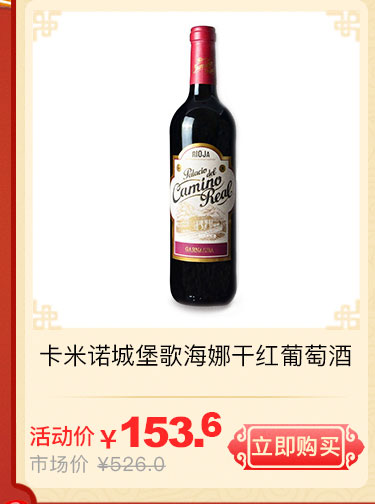 RIOJA
Palacio del
Camino
Real
GARNACHA
卡米诺城堡歌海娜干红葡萄酒
活动价 ¥153.6
立即购买
市场价 ¥526.0